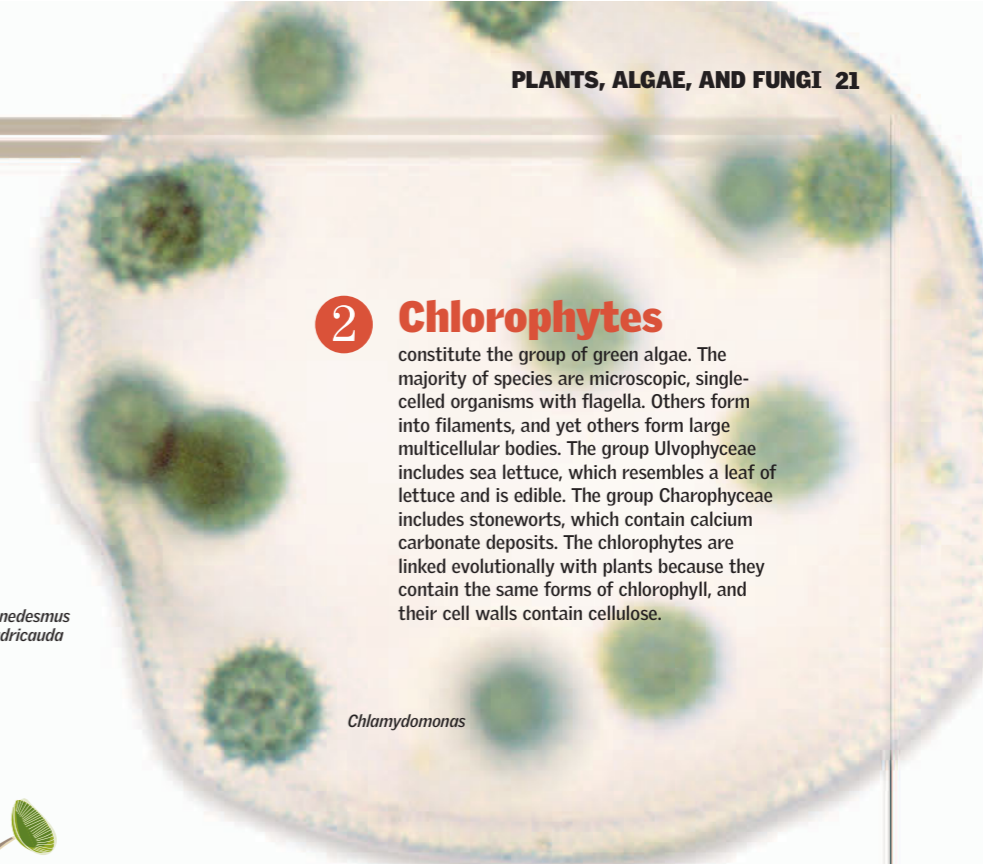 PLANTS, ALGAE, AND FUNGI 21
2 Chlorophytes
constitute the group of green algae. The
majority of species are microscopic, single-
celled organisms with flagella. Others form
into filaments, and yet others form large
multicellular bodies. The group Ulvophyceae
includes sea lettuce, which resembles a leaf of
lettuce and is edible. The group Charophyceae
includes stoneworts, which contain calcium
carbonate deposits. The chlorophytes are
linked evolutionally with plants because they
contain the same forms of chlorophyll, and
their cell walls contain cellulose.
nedesmus
dricauda
Chlamydomonas